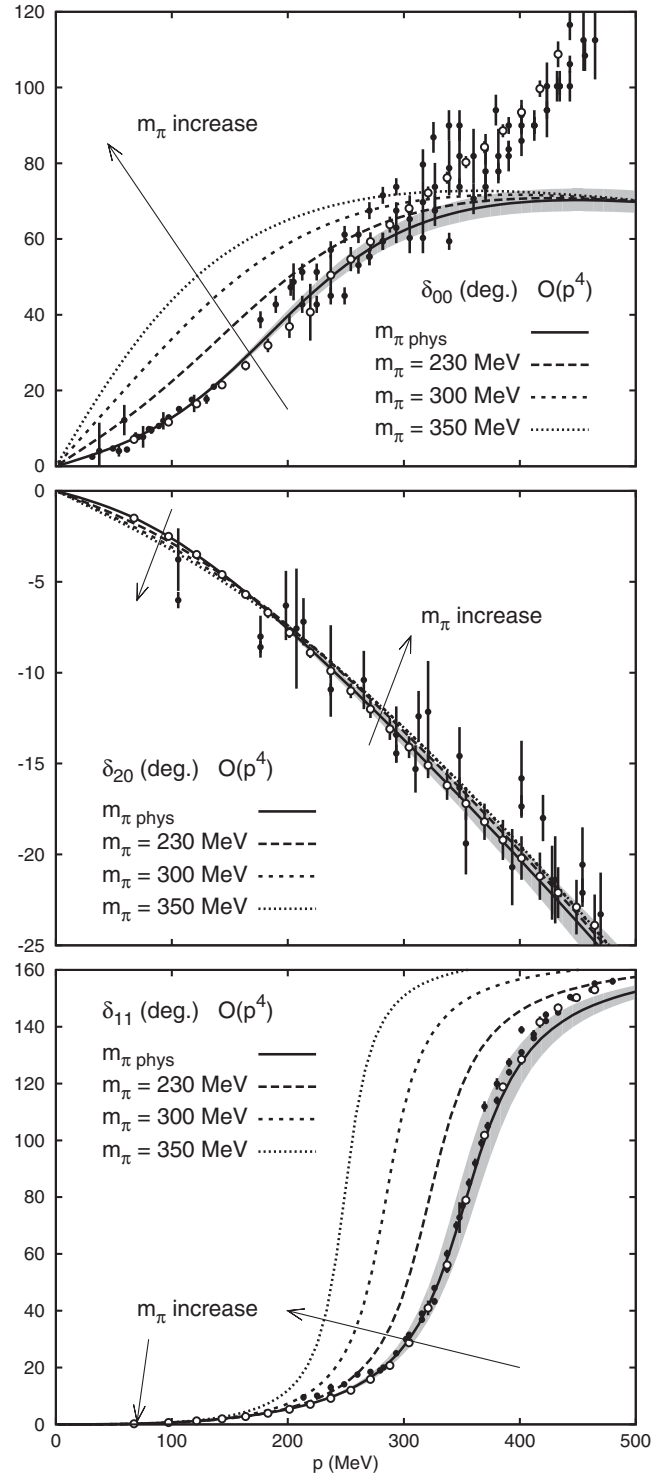 120
100
80
60
40
20
0
m_π increase
δ_00 (deg.) O(p^4)
m_π phys
m_π = 230 MeV
m_π = 300 MeV
m_π = 350 MeV
0
-5
-10
-15
-20
-25
m_π increase
δ_20 (deg.) O(p^4)
m_π phys
m_π = 230 MeV
m_π = 300 MeV
m_π = 350 MeV
160
140
120
100
80
60
40
20
0
δ_11 (deg.) O(p^4)
m_π phys
m_π = 230 MeV
m_π = 300 MeV
m_π = 350 MeV
m_π increase
0 100 200 300 400 500
p (MeV)